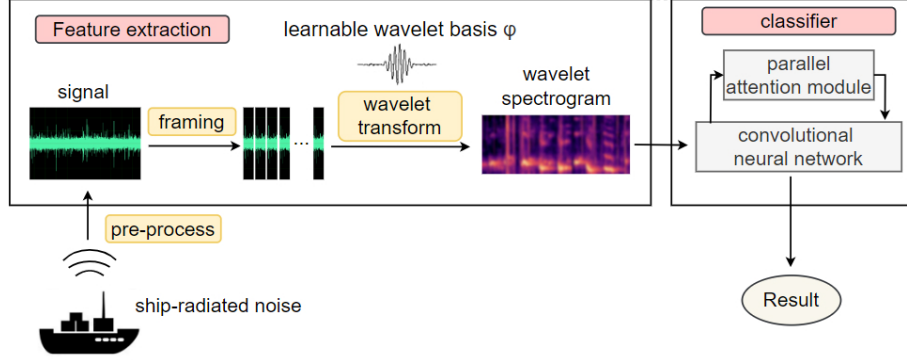 Feature extraction
learnable wavelet basis φ
signal
framing
...
wavelet
transform
wavelet
spectrogram
pre-process
ship-radiated noise
classifier
parallel
attention module
convolutional
neural network
Result